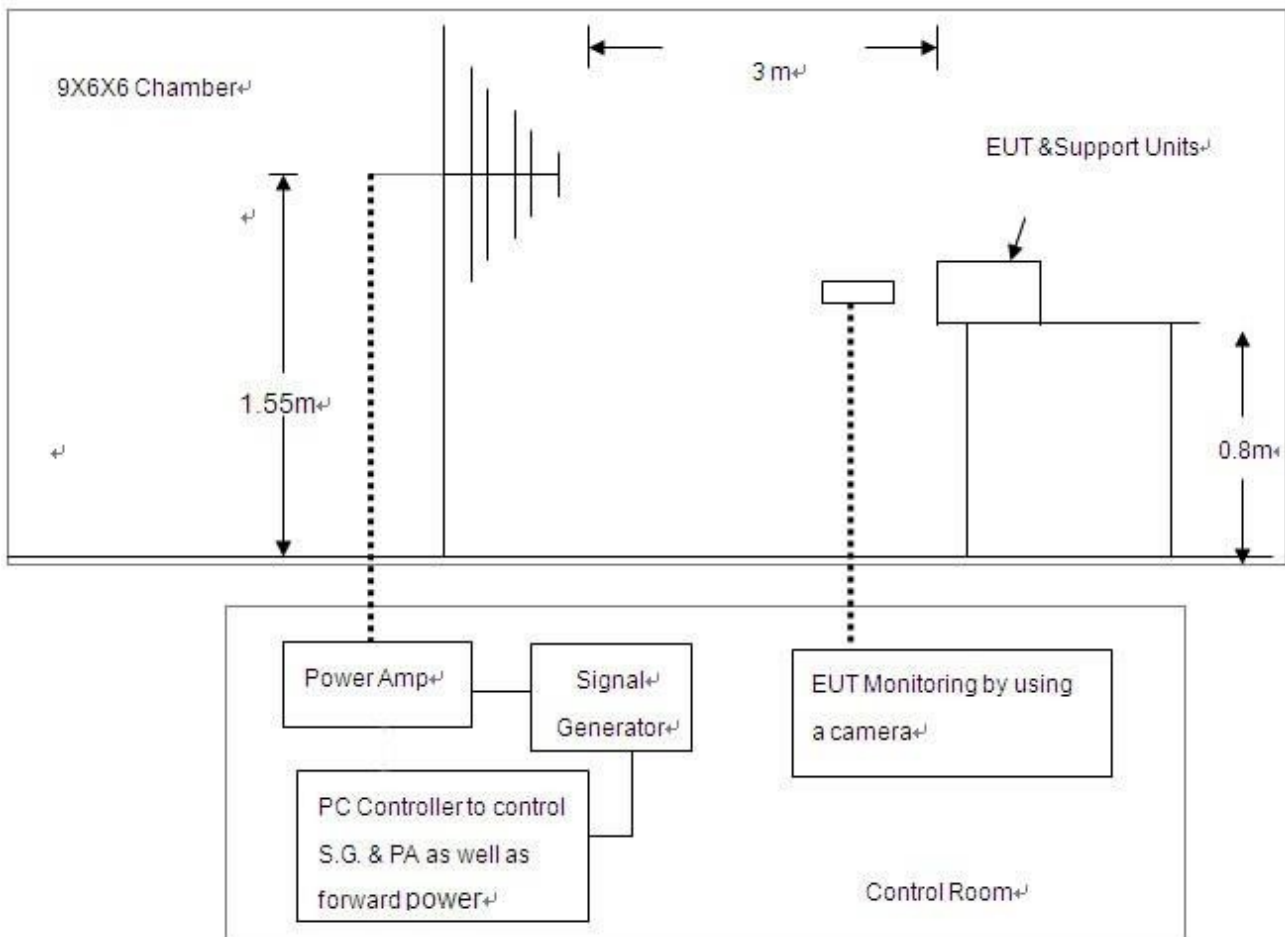 3 m↵
9X6X6 Chamber↵
EUT &Support Units↵
↵
1.55m↵
↵
0.8m↵
Power Amp↵
Signal↵
Generator↵
EUT Monitoring by using
a camera↵
PC Controller to control
S.G. & PA as well as
forward power↵
Control Room↵